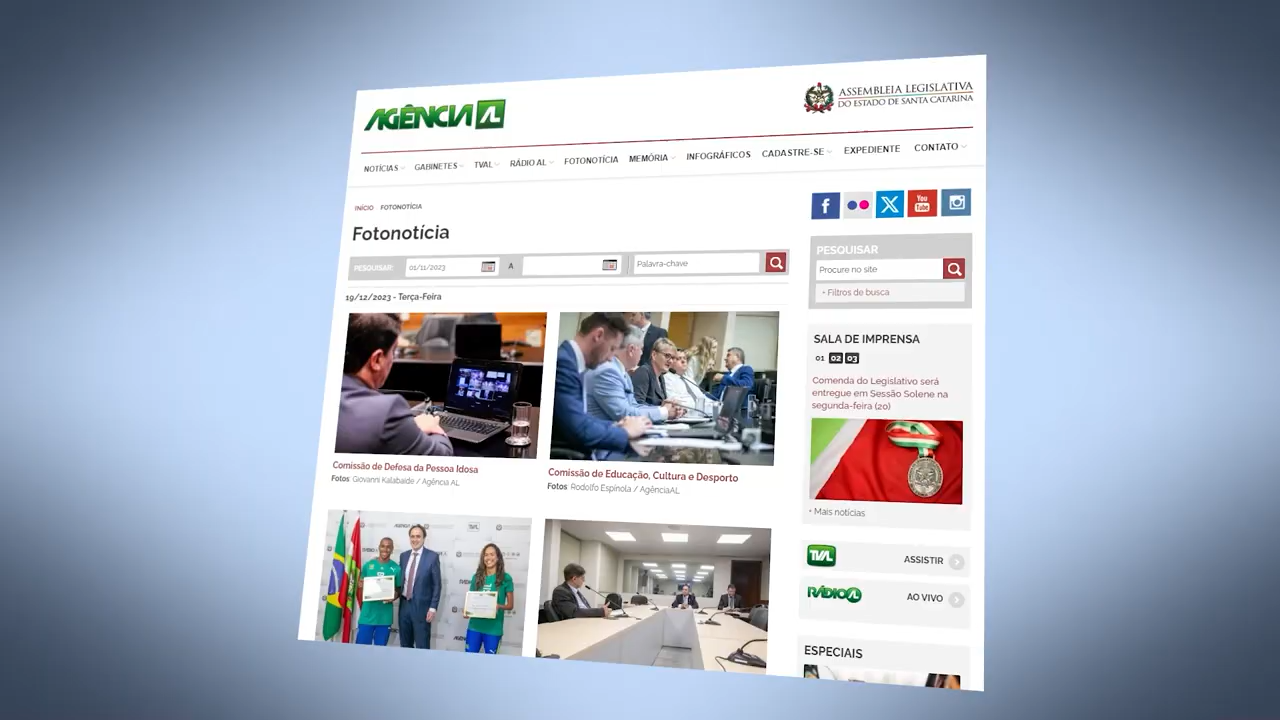 AGÊNCIA AL
ASSEMBLEIA LEGISLATIVA
DO ESTADO DE SANTA CATARINA
NOTÍCIAS GABINETES TVAL RÁDIO AL FOTONOTÍCIA MEMÓRIA INFOGRÁFICOS CADASTRE-SE EXPEDIENTE CONTATO
INÍCIO FOTONOTÍCIA
Fotonotícia
PESQUISAR: 01/11/2023 A Palavra-chave
19/12/2023 - Terça-Feira
Comissão de Defesa da Pessoa Idosa
Fotos: Giovanni Kalabaide / Agência AL
Comissão de Educação, Cultura e Desporto
Fotos: Rodolfo Espínola / AgênciaAL
TVAL
f
You
Tube
PESQUISAR
Procure no site
+ Filtros de busca
SALA DE IMPRENSA
01 02 03
Comenda do Legislativo será
entregue em Sessão Solene na
segunda-feira (20)
+ Mais notícias
TVAL ASSISTIR
RÁDIO AL AO VIVO
ESPECIAIS